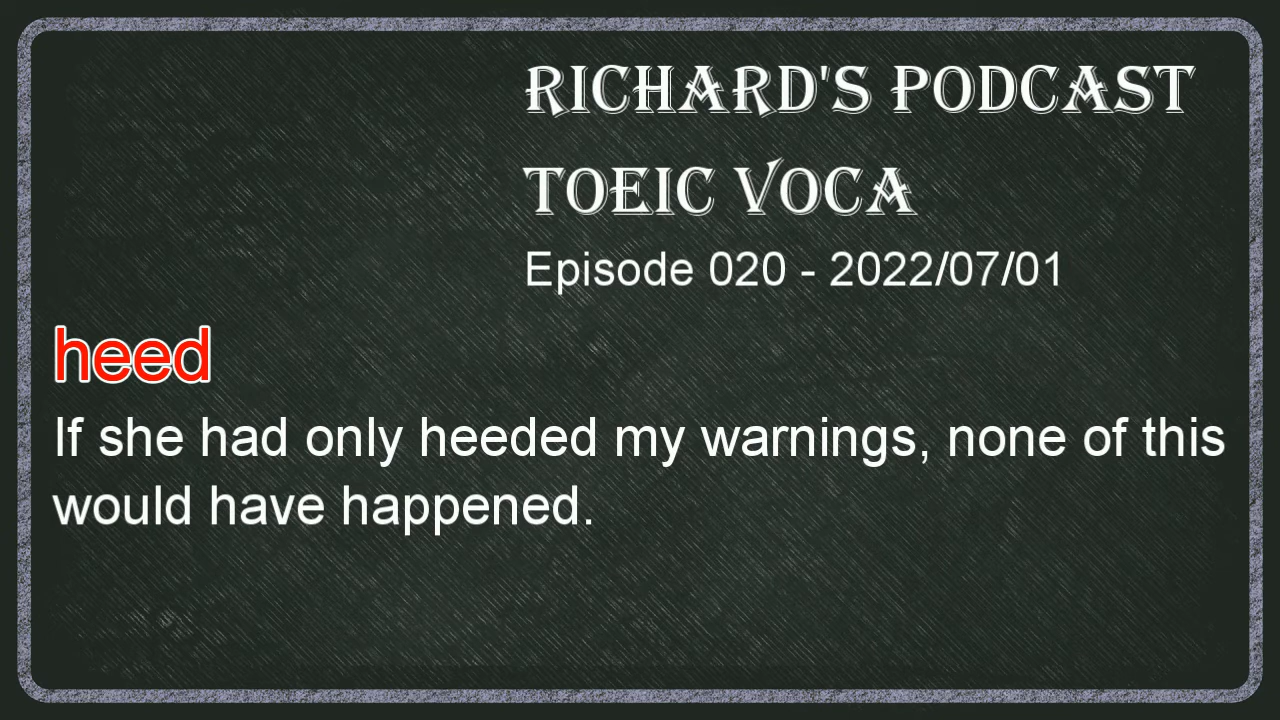 RICHARD'S PODCAST
TOEIC VOCA
Episode 020 - 2022/07/01
heed
If she had only heeded my warnings, none of this
would have happened.